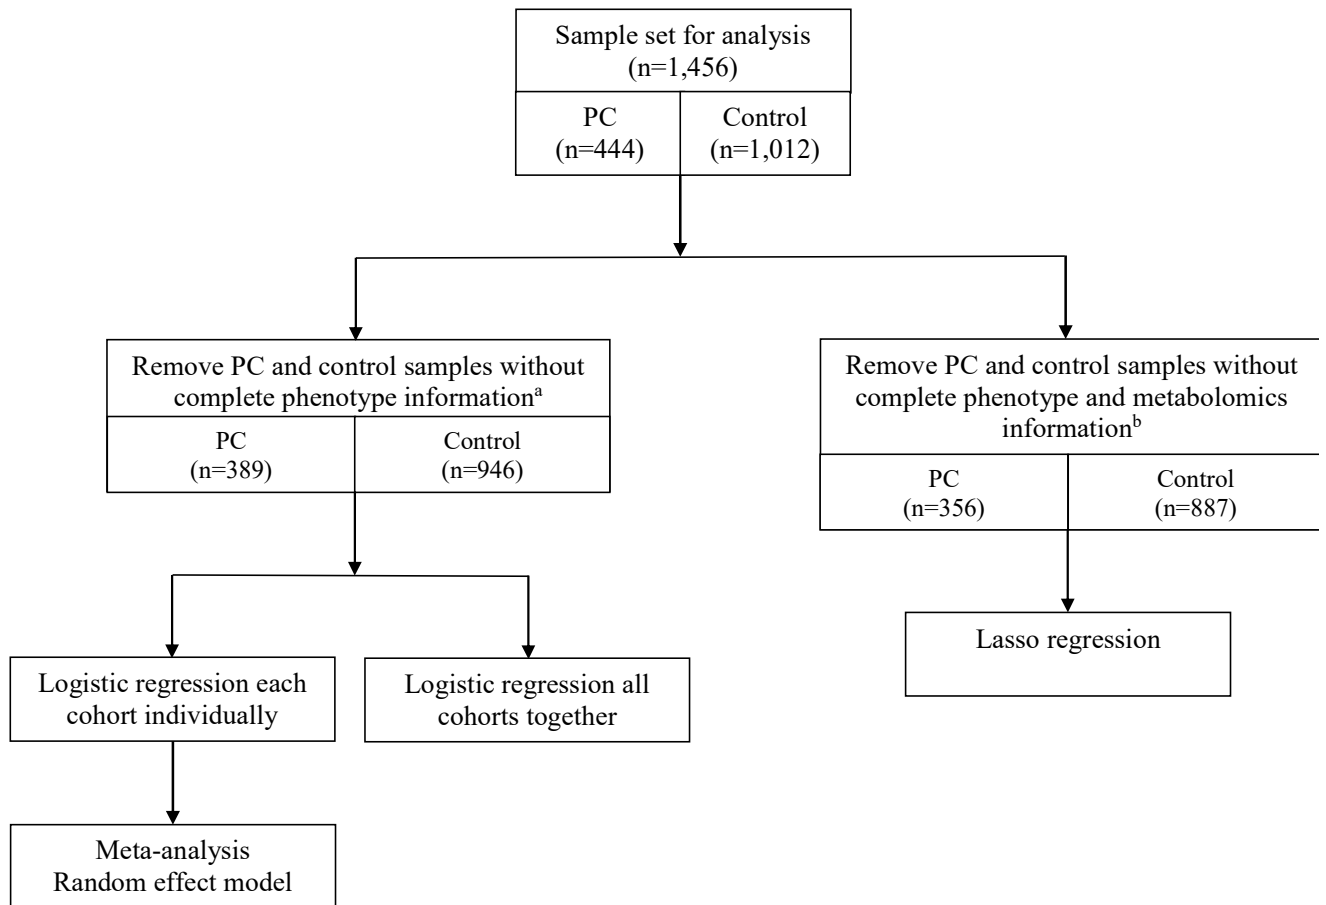 Sample set for analysis
(n=1,456)
PC
(n=444)
Control
(n=1,012)
Remove PC and control samples without
complete phenotype informationᵃ
PC
(n=389)
Control
(n=946)
Remove PC and control samples without
complete phenotype and metabolomics
informationᵇ
PC
(n=356)
Control
(n=887)
Logistic regression each
cohort individually
Logistic regression all
cohorts together
Lasso regression
Meta-analysis
Random effect model